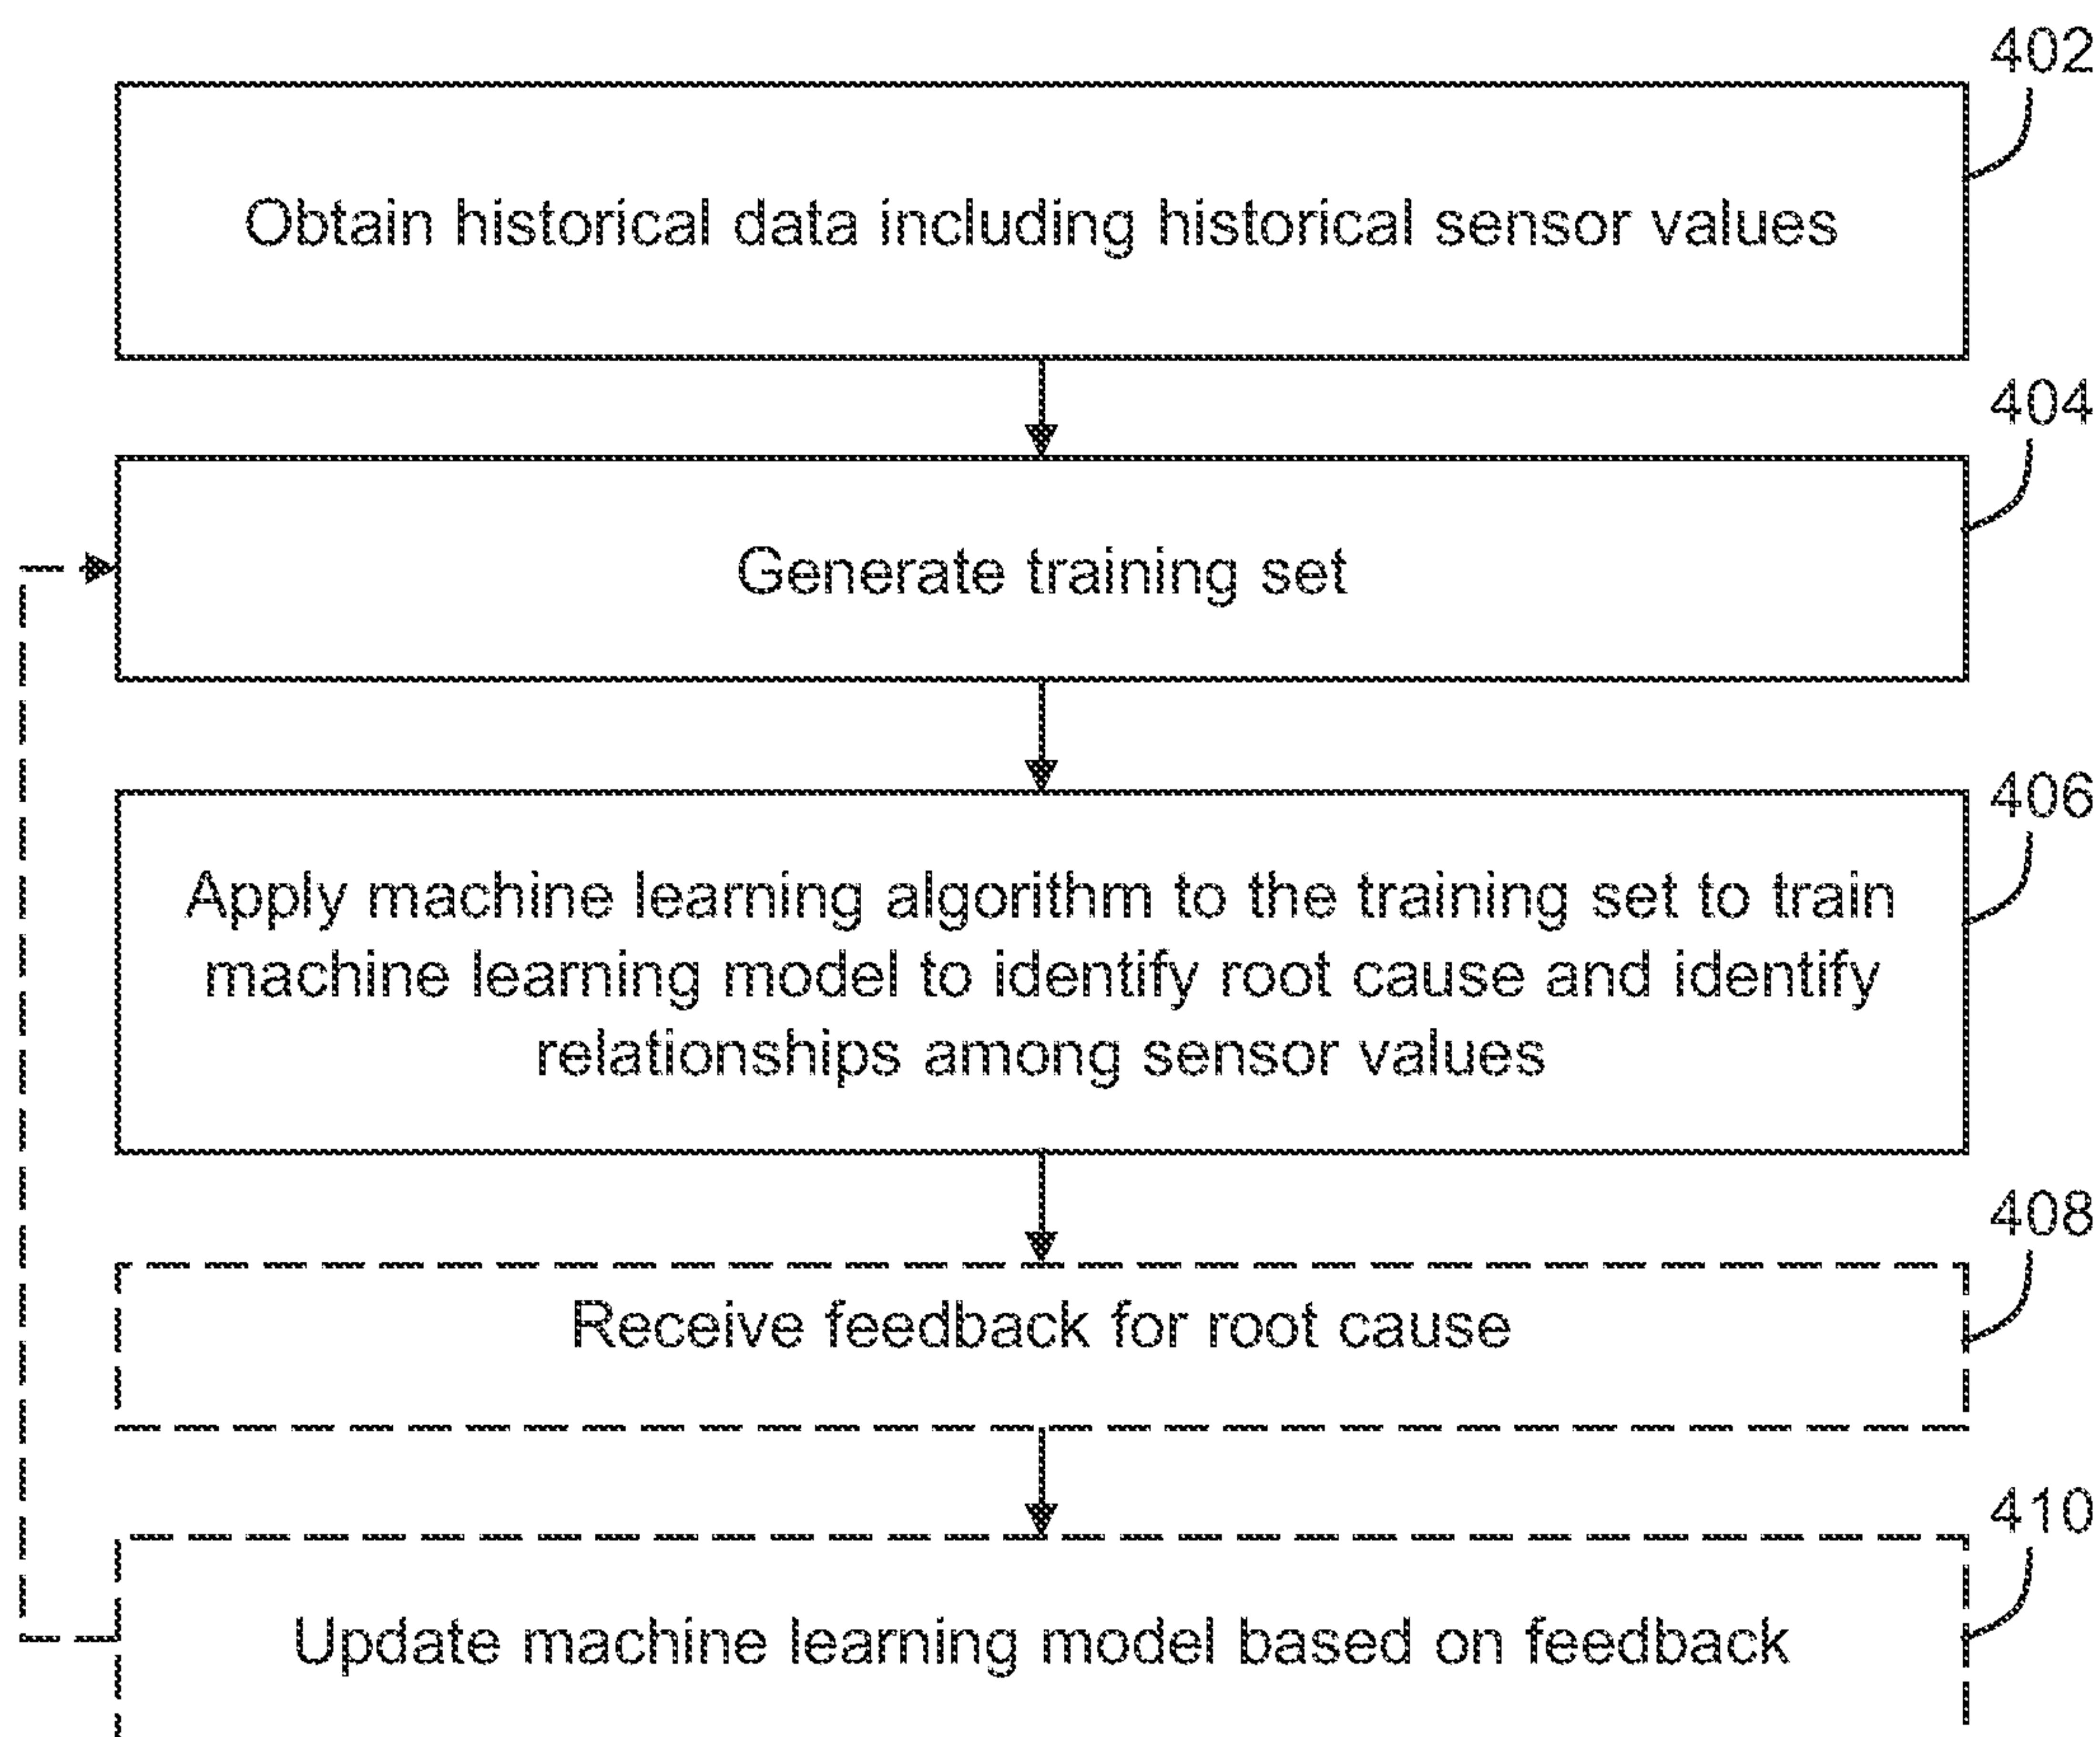 402
Obtain historical data including historical sensor values
404
Generate training set
406
Apply machine learning algorithm to the training set to train
machine learning model to identify root cause and identify
relationships among sensor values
408
Receive feedback for root cause
410
Update machine learning model based on feedback